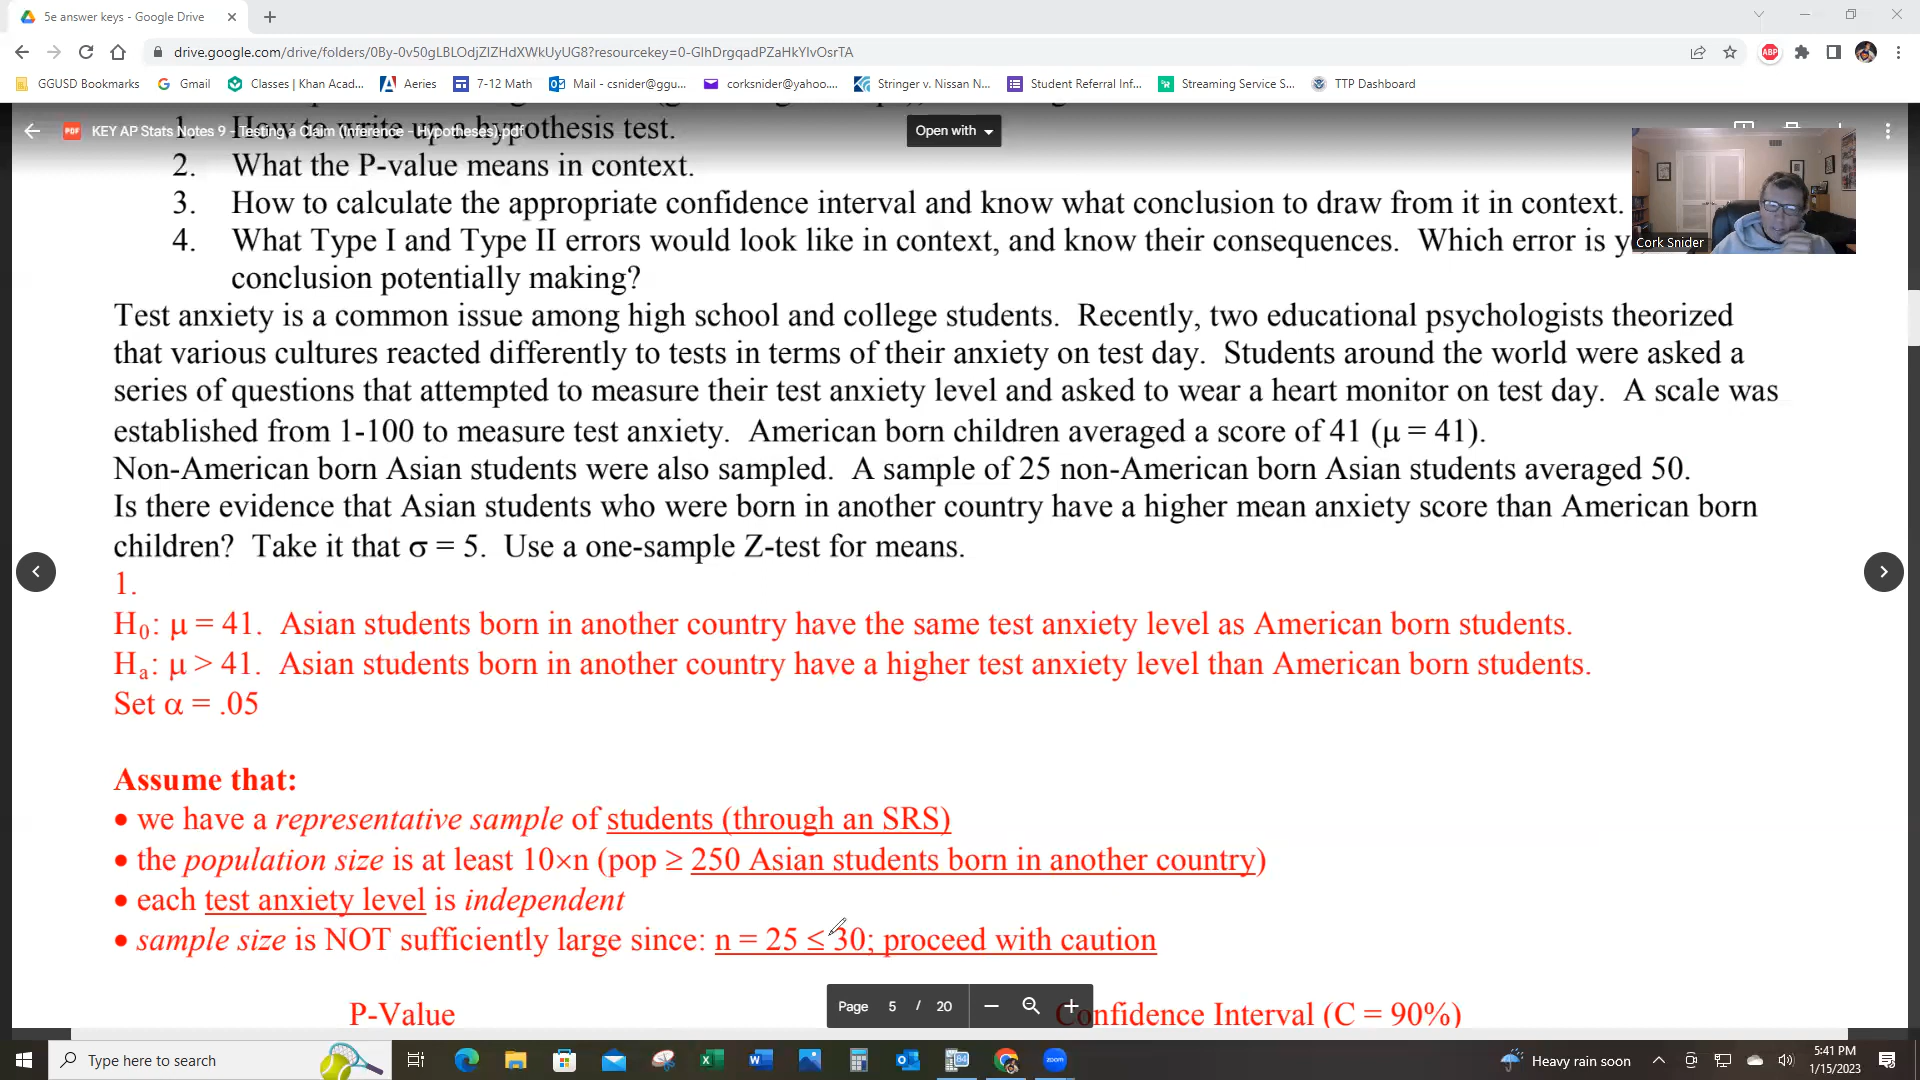 5e answer keys - Google Drive
drive.google.com/drive/folders/0By-0v50gLBLOdjZlZHdXWkUyUG8?resourcekey=0-GlhDrgqadPZaHkYlvOsrTA
GGUSD Bookmarks Gmail Classes | Khan Acad... Aeries 7-12 Math Mail - csnider@ggu... corksnider@yahoo.... Stringer v. Nissan N... Student Referral Inf... Streaming Service S... TTP Dashboard
KEY AP Stats Notes 9 - Testing a Claim (Inference - Hypotheses).pdf
Open with
1. How to write up a hypothesis test.
2. What the P-value means in context.
3. How to calculate the appropriate confidence interval and know what conclusion to draw from it in context.
4. What Type I and Type II errors would look like in context, and know their consequences. Which error is
conclusion potentially making?
Cork Snider
Test anxiety is a common issue among high school and college students. Recently, two educational psychologists theorized
that various cultures reacted differently to tests in terms of their anxiety on test day. Students around the world were asked a
series of questions that attempted to measure their test anxiety level and asked to wear a heart monitor on test day. A scale was
established from 1-100 to measure test anxiety. American born children averaged a score of 41 (μ = 41).
Non-American born Asian students were also sampled. A sample of 25 non-American born Asian students averaged 50.
Is there evidence that Asian students who were born in another country have a higher mean anxiety score than American born
children? Take it that σ = 5. Use a one-sample Z-test for means.
1.
H₀: μ = 41. Asian students born in another country have the same test anxiety level as American born students.
Hₐ: μ > 41. Asian students born in another country have a higher test anxiety level than American born students.
Set α = .05
Assume that:
• we have a representative sample of students (through an SRS)
• the population size is at least 10×n (pop ≥ 250 Asian students born in another country)
• each test anxiety level is independent
• sample size is NOT sufficiently large since: n = 25 ≤ 30; proceed with caution
P-Value
Confidence Interval (C = 90%)
Page 5 / 20
Type here to search
Heavy rain soon
5:41 PM
1/15/2023